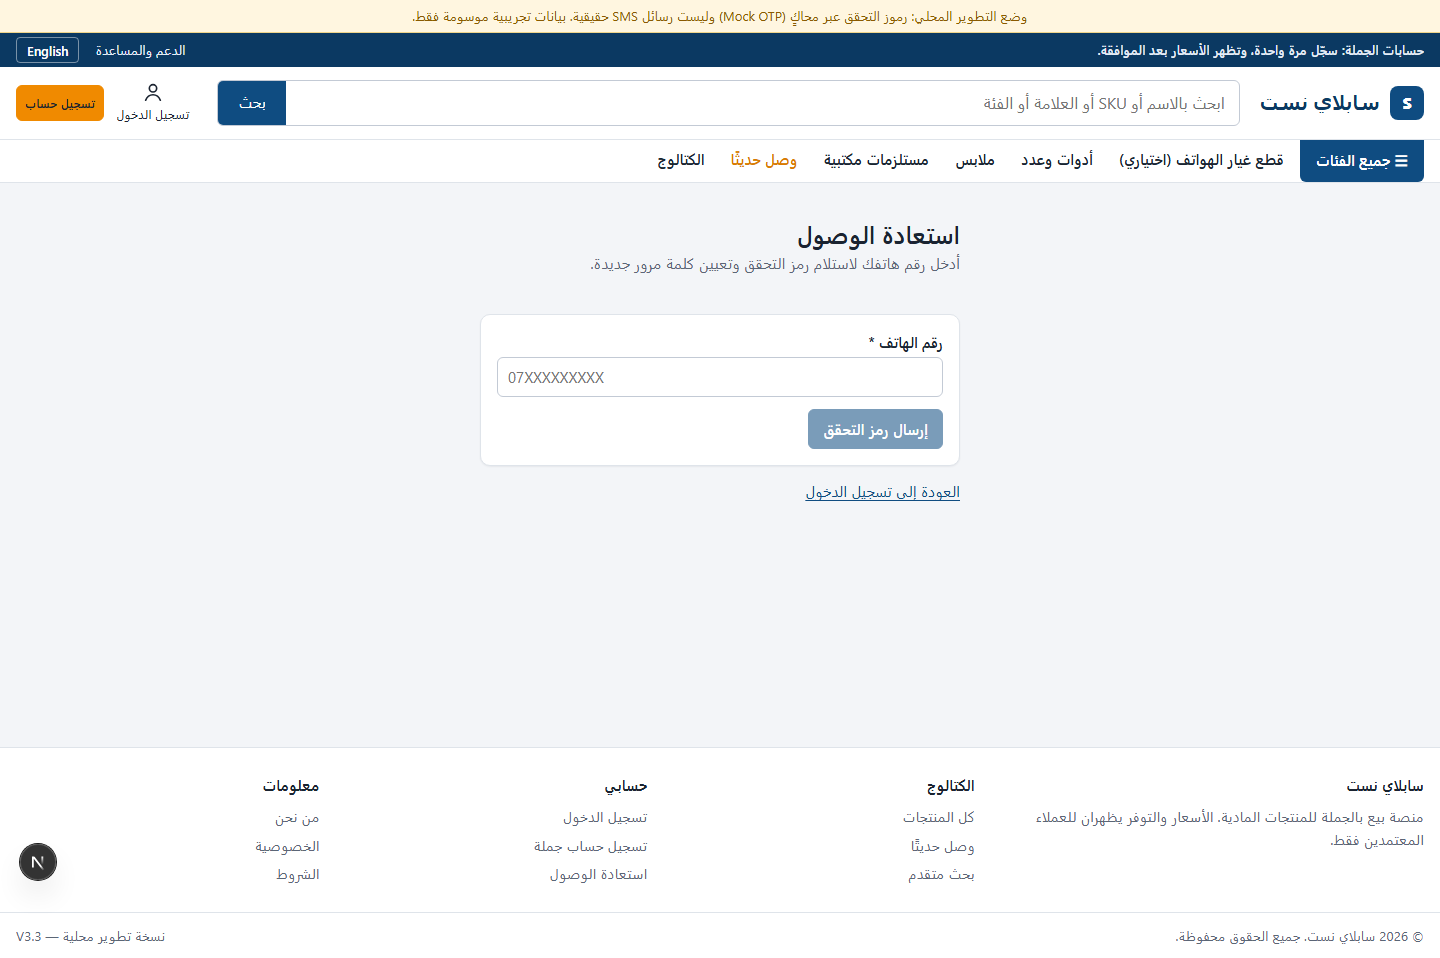 وضع التطوير المحلي: رموز التحقق عبر محاكٍ (Mock OTP) وليست رسائل SMS حقيقية. بيانات تجريبية موسومة فقط.
حسابات الجملة: سجّل مرة واحدة، وتظهر الأسعار بعد الموافقة.
الدعم والمساعدة
English
S
سابلاي نست
ابحث بالاسم أو SKU أو العلامة أو الفئة
بحث
تسجيل الدخول
تسجيل حساب
☰ جميع الفئات
قطع غيار الهواتف (اختياري)
أدوات وعدد
ملابس
مستلزمات مكتبية
وصل حديثًا
الكتالوج
استعادة الوصول
أدخل رقم هاتفك لاستلام رمز التحقق وتعيين كلمة مرور جديدة.
رقم الهاتف *
07XXXXXXXXX
إرسال رمز التحقق
العودة إلى تسجيل الدخول
سابلاي نست
منصة بيع بالجملة للمنتجات المادية. الأسعار والتوفر يظهران للعملاء
المعتمدين فقط.
الكتالوج
كل المنتجات
وصل حديثًا
بحث متقدم
حسابي
تسجيل الدخول
تسجيل حساب جملة
استعادة الوصول
معلومات
من نحن
الخصوصية
الشروط
N
© 2026 سابلاي نست. جميع الحقوق محفوظة.
نسخة تطوير محلية — V3.3